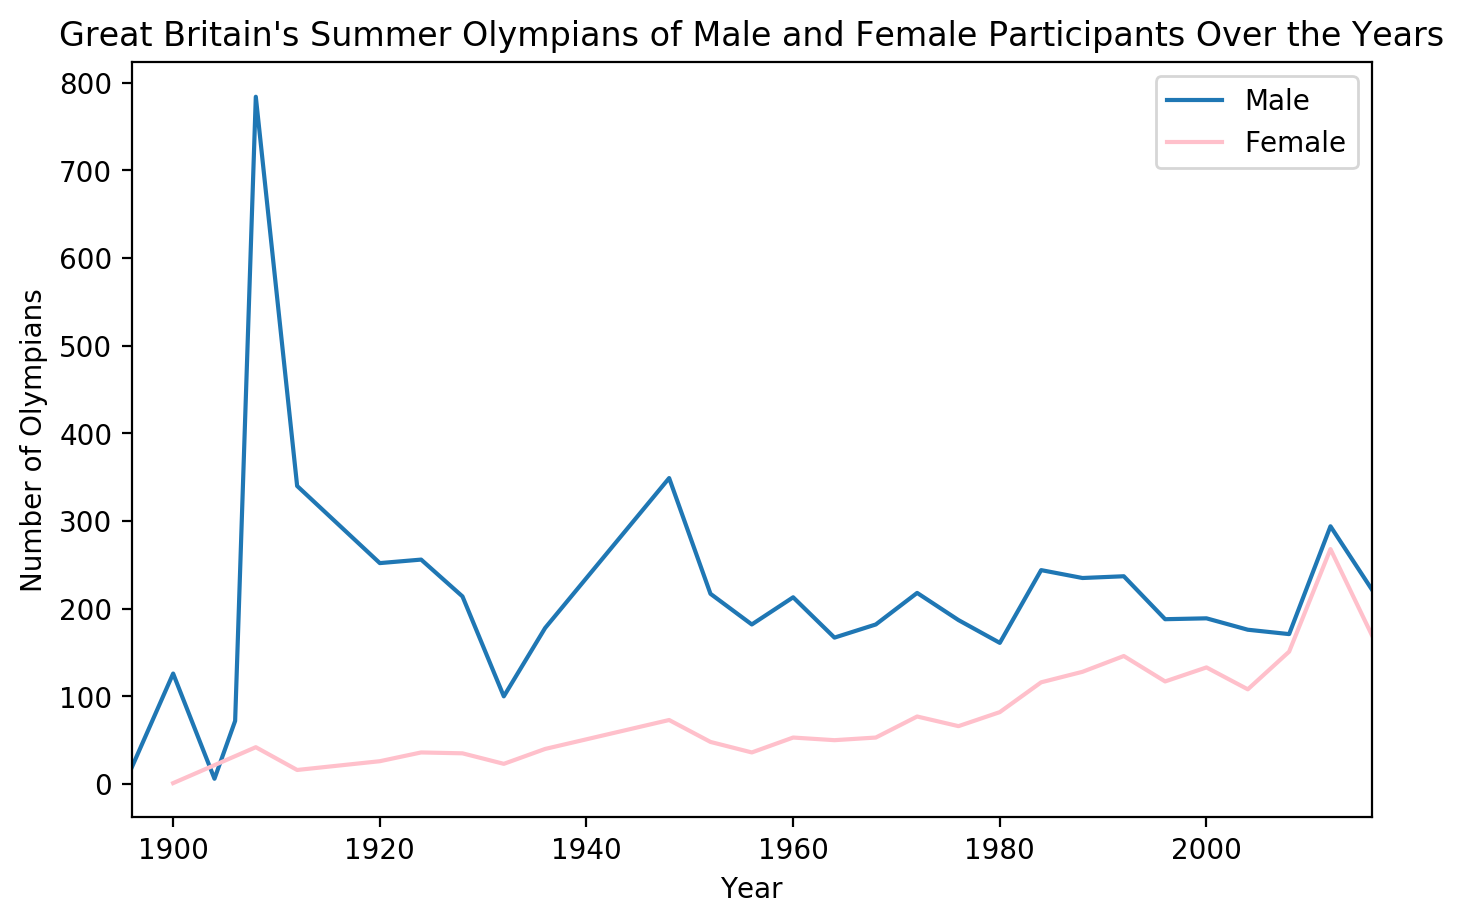 Great Britain's Summer Olympians of Male and Female Participants Over the Years
Male
Female
800
700
600
500
400
300
200
100
0
Number of Olympians
1900 1920 1940 1960 1980 2000
Year